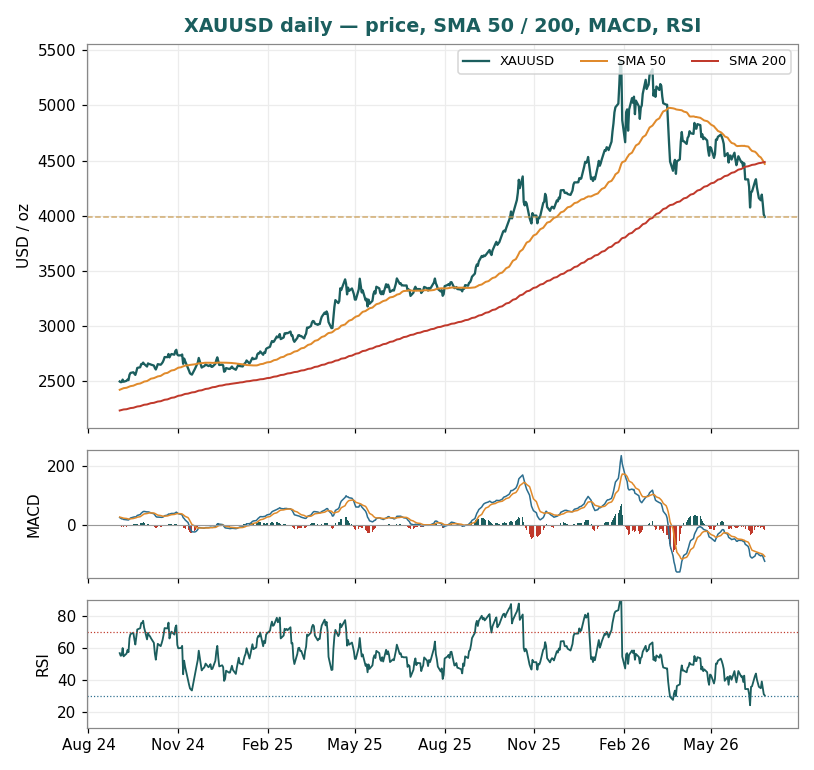 XAUUSD daily — price, SMA 50 / 200, MACD, RSI
XAUUSD SMA 50 SMA 200
USD / oz
5500
5000
4500
4000
3500
3000
2500
MACD
200
0
RSI
80
60
40
20
Aug 24 Nov 24 Feb 25 May 25 Aug 25 Nov 25 Feb 26 May 26